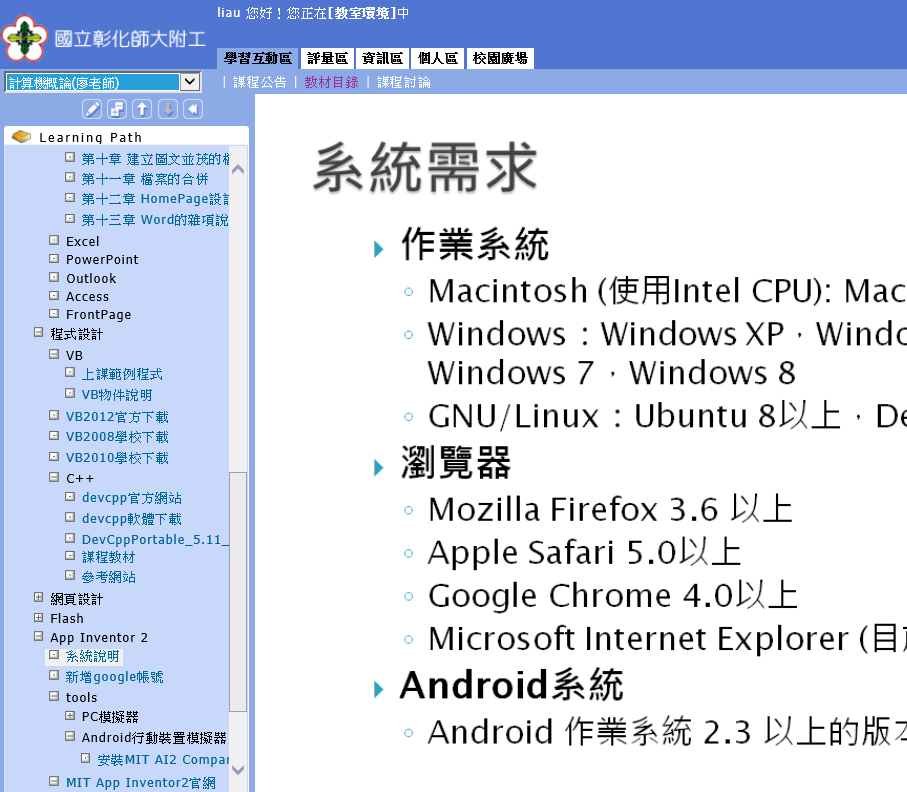 liau 您好！您正在[教室環境]中
國立彰化師大附工
學習互動區 評量區 資訊區 個人區 校園廣場
計算機概論(廖老師)
| 課程公告 | 教材目錄 | 課程討論
Learning Path
第十章 建立圖文並茂的
第十一章 檔案的合併
第十二章 HomePage設
第十三章 Word的雜項說
Excel
PowerPoint
Outlook
Access
FrontPage
程式設計
VB
上課範例程式
VB物件說明
VB2012官方下載
VB2008學校下載
VB2010學校下載
C++
devcpp官方網站
devcpp軟體下載
DevCppPortable_5.11_
課程教材
參考網站
網頁設計
Flash
App Inventor 2
系統說明
新增google帳號
tools
PC模擬器
Android行動裝置模擬器
安裝MIT AI2 Compa
MIT App Inventor2官網
系統需求
作業系統
Macintosh (使用Intel CPU): Mac
Windows：Windows XP，Windo
Windows 7，Windows 8
GNU/Linux：Ubuntu 8以上，De
瀏覽器
Mozilla Firefox 3.6 以上
Apple Safari 5.0以上
Google Chrome 4.0以上
Microsoft Internet Explorer (目
Android系統
Android 作業系統 2.3 以上的版